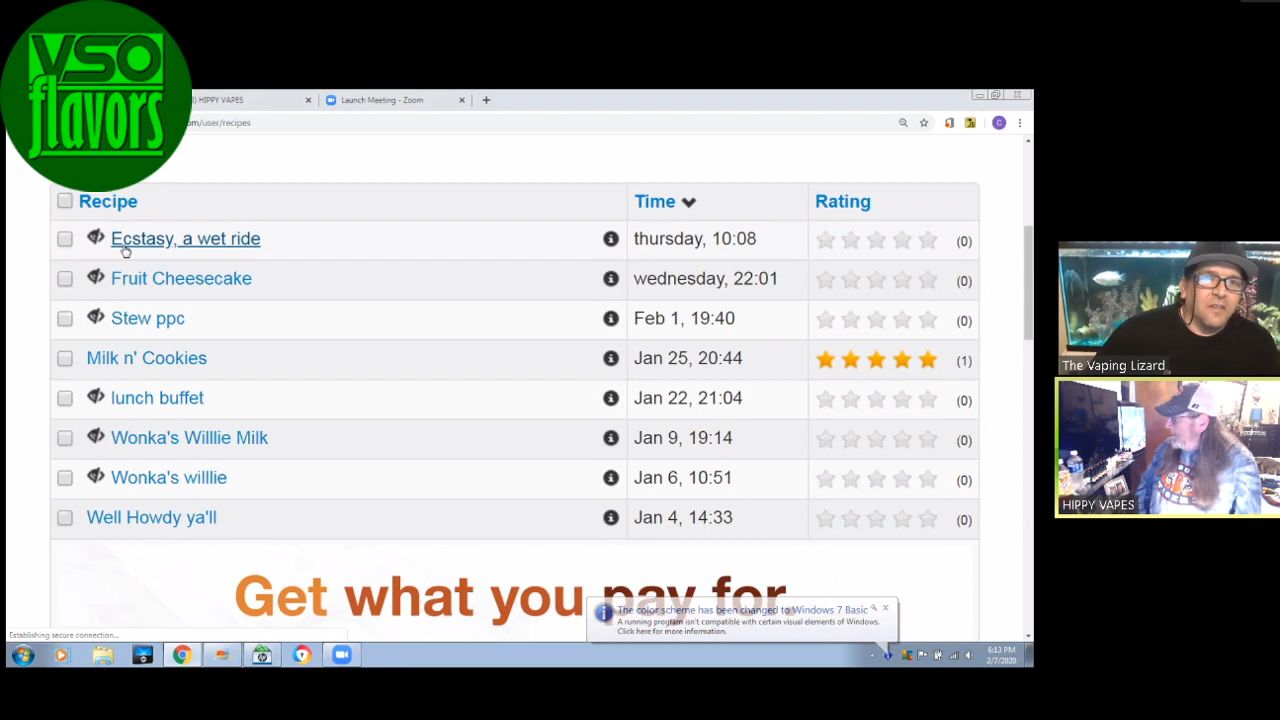 VSO
flavors
HIPPY VAPES
Launch Meeting - Zoom
om/user/recipes
Recipe Time Rating
Ecstasy, a wet ride thursday, 10:08 (0)
Fruit Cheesecake wednesday, 22:01 (0)
Stew ppc Feb 1, 19:40 (0)
Milk n' Cookies Jan 25, 20:44 (1)
lunch buffet Jan 22, 21:04 (0)
Wonka's Willlie Milk Jan 9, 19:14 (0)
Wonka's willlie Jan 6, 10:51 (0)
Well Howdy ya'll Jan 4, 14:33 (0)
Get what you pay for
The color scheme has been changed to Windows 7 Basic
A running program isn't compatible with certain visual elements of Windows.
Click here for more information.
Establishing secure connection...
6:13 PM
2/7/2020
The Vaping Lizard
HIPPY VAPES